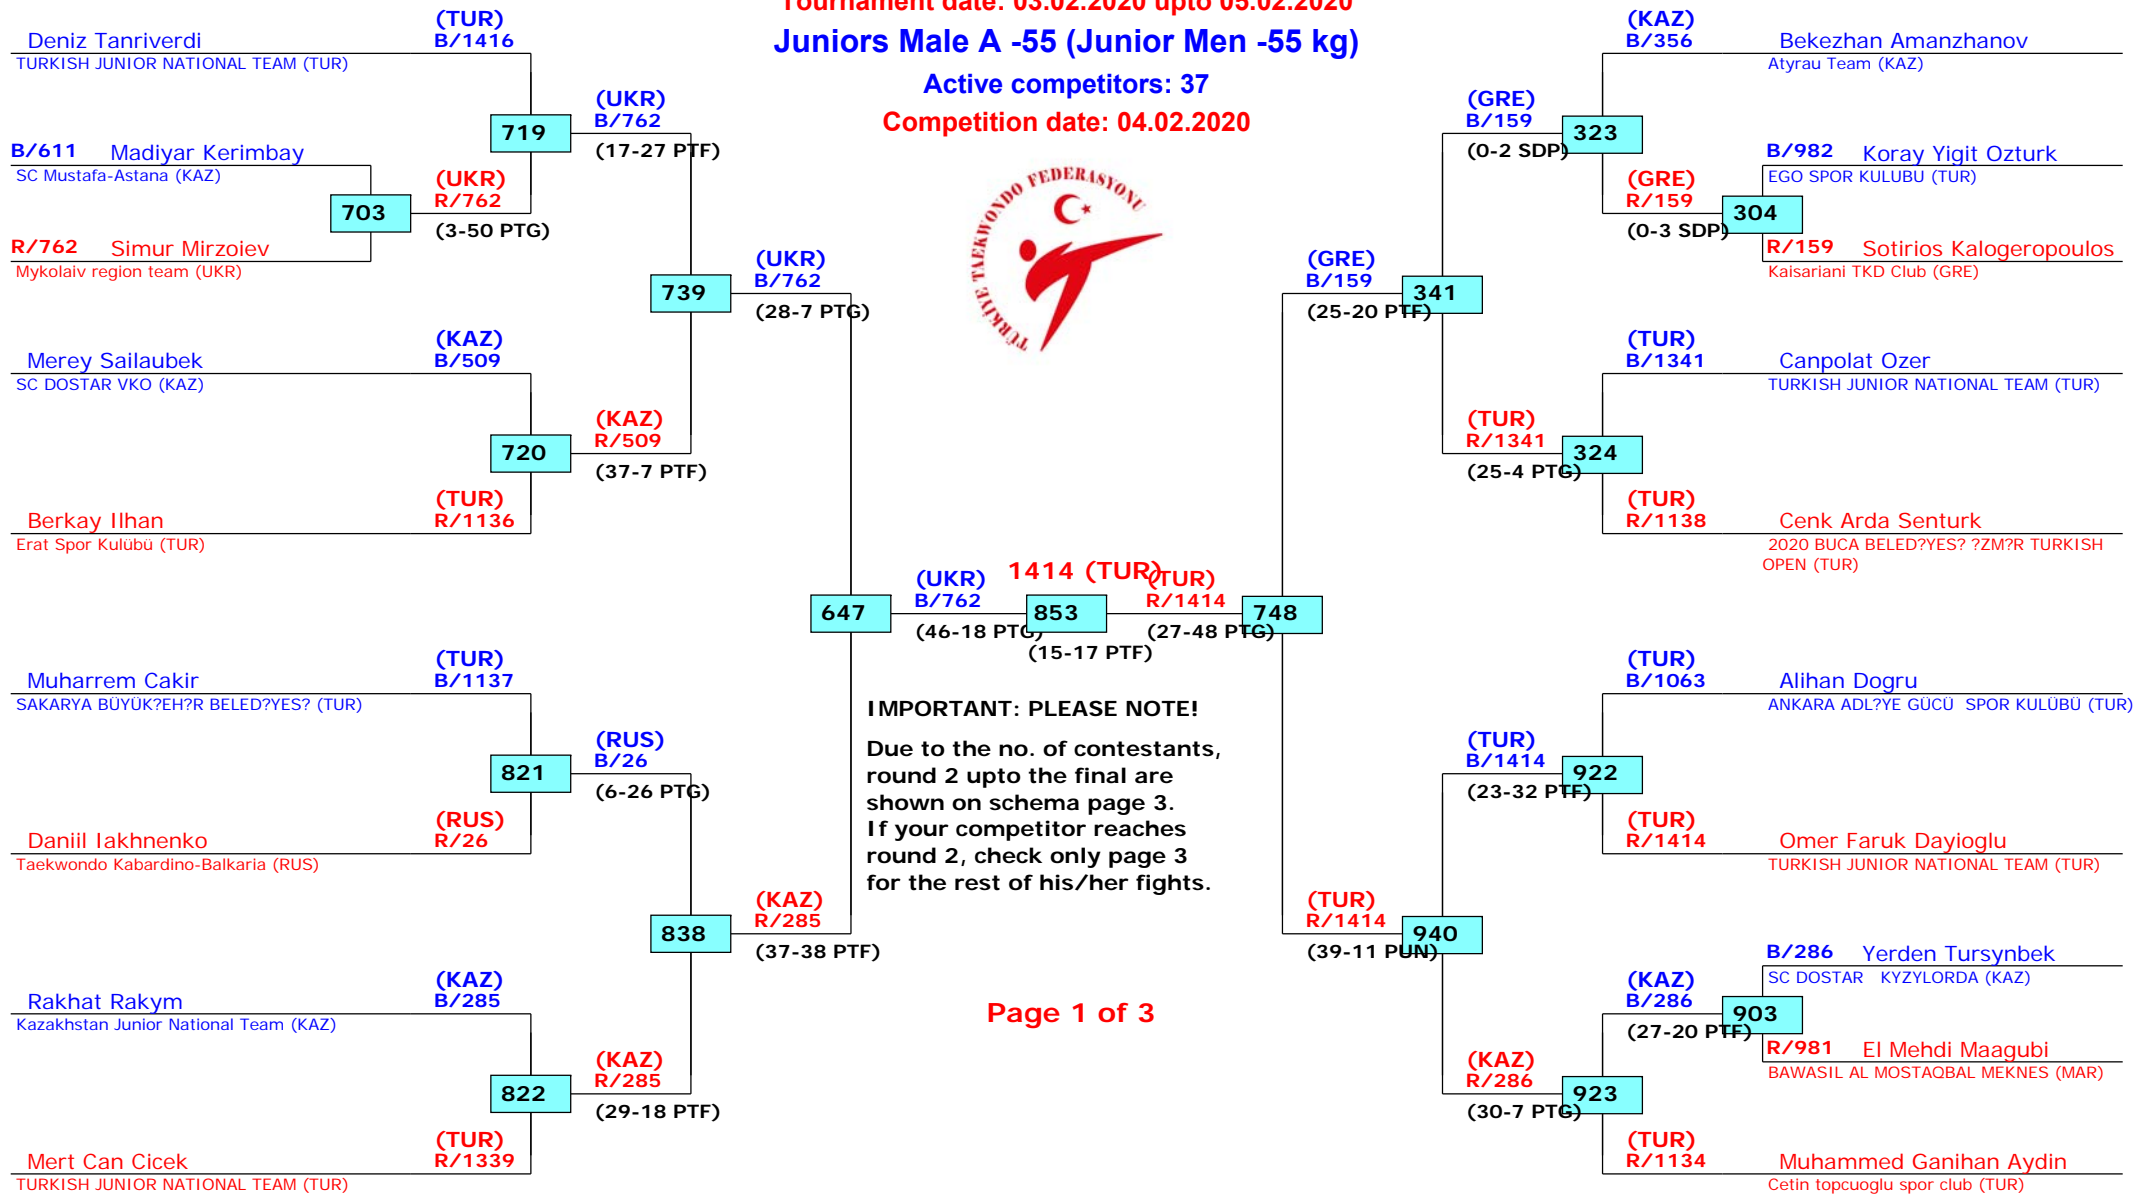 Tournament date: 03.02.2020 upto 05.02.2020
Juniors Male A -55 (Junior Men -55 kg)
Active competitors: 37
Competition date: 04.02.2020
TÜRKİYE TAEKWONDO FEDERASYONU
(TUR)
Deniz Tanriverdi B/1416
TURKISH JUNIOR NATIONAL TEAM (TUR)
719
(UKR)
B/762
(17-27 PTF)
B/611 Madiyar Kerimbay
SC Mustafa-Astana (KAZ)
703
(UKR)
R/762
(3-50 PTG)
R/762 Simur Mirzoiev
Mykolaiv region team (UKR)
739
(UKR)
B/762
(28-7 PTG)
(KAZ)
Merey Sailaubek B/509
SC DOSTAR VKO (KAZ)
720
(KAZ)
R/509
(37-7 PTF)
(TUR)
Berkay Ilhan R/1136
Erat Spor Kulübü (TUR)
647
(UKR)
B/762
(46-18 PTG)
(TUR)
Muharrem Cakir B/1137
SAKARYA BÜYÜK?EH?R BELED?YES? (TUR)
821
(RUS)
B/26
(6-26 PTG)
(RUS)
Daniil Iakhnenko R/26
Taekwondo Kabardino-Balkaria (RUS)
838
(KAZ)
R/285
(37-38 PTF)
(KAZ)
Rakhat Rakym B/285
Kazakhstan Junior National Team (KAZ)
822
(KAZ)
R/285
(29-18 PTF)
(TUR)
Mert Can Cicek R/1339
TURKISH JUNIOR NATIONAL TEAM (TUR)
1414 (TUR)
853
(15-17 PTF)
(TUR)
R/1414
(27-48 PTG)
748
IMPORTANT: PLEASE NOTE!
Due to the no. of contestants,
round 2 upto the final are
shown on schema page 3.
If your competitor reaches
round 2, check only page 3
for the rest of his/her fights.
Page 1 of 3
(KAZ)
B/356 Bekezhan Amanzhanov
Atyrau Team (KAZ)
(GRE)
B/159
(0-2 SDP)
323
B/982 Koray Yigit Ozturk
EGO SPOR KULUBU (TUR)
(GRE)
R/159
(0-3 SDP)
304
R/159 Sotirios Kalogeropoulos
Kaisariani TKD Club (GRE)
(GRE)
B/159
(25-20 PTF)
341
(TUR)
B/1341 Canpolat Ozer
TURKISH JUNIOR NATIONAL TEAM (TUR)
(TUR)
R/1341
(25-4 PTG)
324
(TUR)
R/1138 Cenk Arda Senturk
2020 BUCA BELED?YES? ?ZM?R TURKISH
OPEN (TUR)
(TUR)
B/1063 Alihan Dogru
ANKARA ADL?YE GÜCÜ SPOR KULÜBÜ (TUR)
(TUR)
B/1414
(23-32 PTF)
922
(TUR)
R/1414 Omer Faruk Dayioglu
TURKISH JUNIOR NATIONAL TEAM (TUR)
(TUR)
R/1414
(39-11 PUN)
940
B/286 Yerden Tursynbek
SC DOSTAR KYZYLORDA (KAZ)
(KAZ)
B/286
(27-20 PTF)
903
R/981 El Mehdi Maagubi
BAWASIL AL MOSTAQBAL MEKNES (MAR)
(KAZ)
R/286
(30-7 PTG)
923
(TUR)
R/1134 Muhammed Ganihan Aydin
Cetin topcuoglu spor club (TUR)